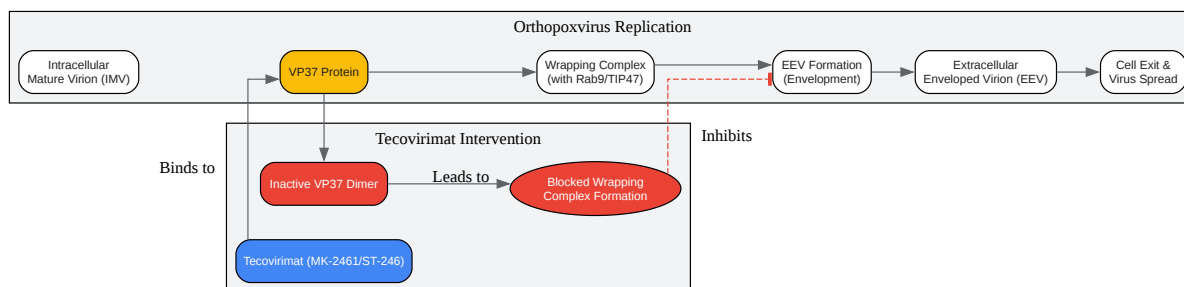 Orthopoxvirus Replication
Intracellular
Mature Virion (IMV)
VP37 Protein
Wrapping Complex
(with Rab9/TIP47)
EEV Formation
(Envelopment)
Extracellular
Enveloped Virion (EEV)
Cell Exit &
Virus Spread
Tecovirimat Intervention
Inhibits
Binds to
Inactive VP37 Dimer
Leads to
Blocked Wrapping
Complex Formation
Tecovirimat (MK-2461/ST-246)